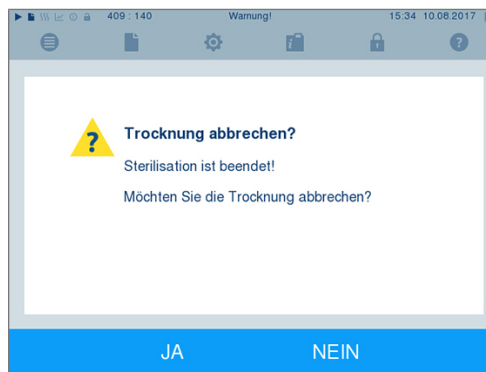 409 : 140 Warnung! 15:34 10.08.2017
Trocknung abbrechen?
Sterilisation ist beendet!
Möchten Sie die Trocknung abbrechen?
JA NEIN